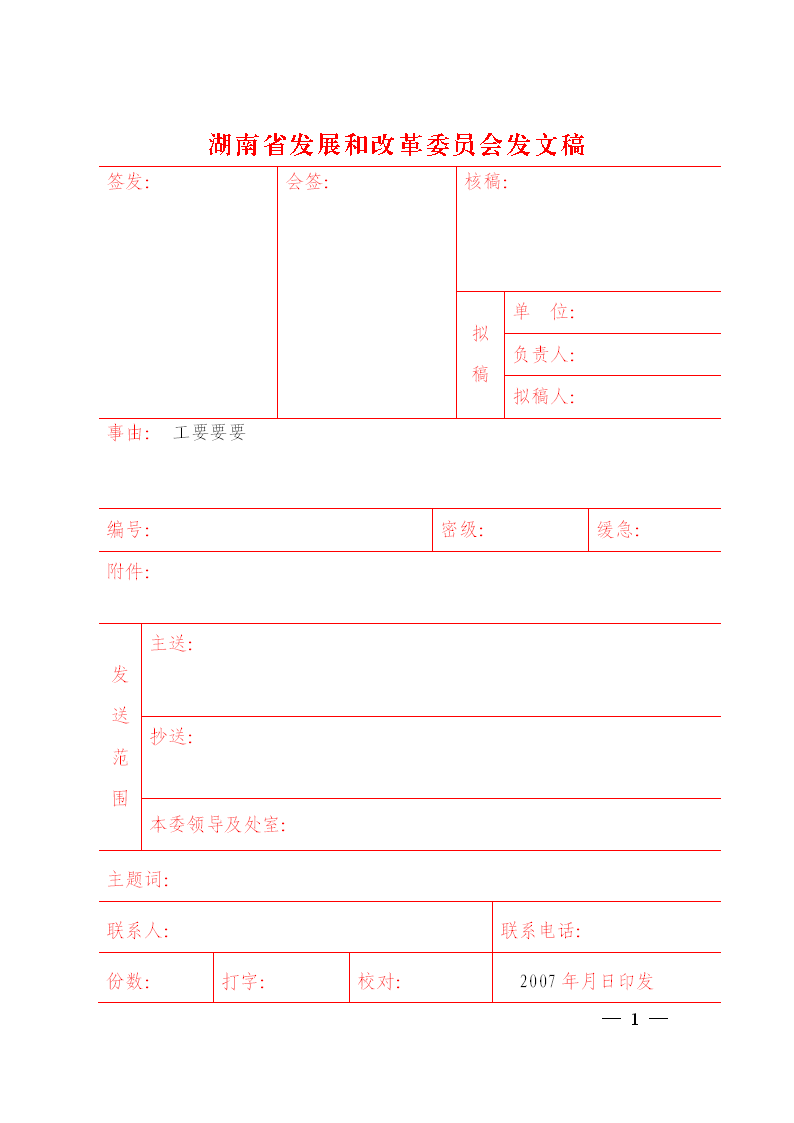 湖南省发展和改革委员会发文稿
签发: 会签: 核稿:
拟稿
单 位:
负责人:
拟稿人:
事由: 工要要要
编号: 密级: 缓急:
附件:
发送范围
主送:
抄送:
本委领导及处室:
主题词:
联系人: 联系电话:
份数: 打字: 校对: 2007 年月日印发
— 1 —